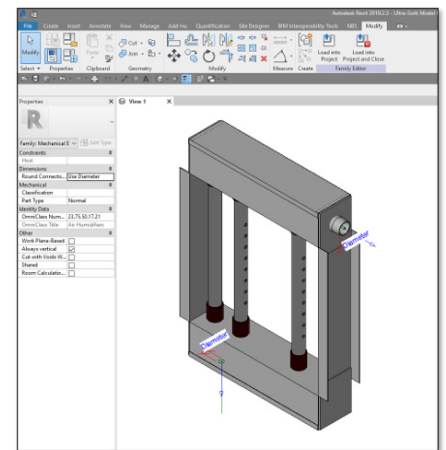 Autodesk Revit 2019.2.3 - Ultra-Sorb Model
File Create Insert Annotate View Manage Add-Ins Quantification Site Designer BIM Interoperability Tools NBS Modify
Modify
Cut
Join
Load into Project
Load into Project and Close
Select Properties Clipboard Geometry Modify Measure Create Family Editor
Properties
View 1
Family: Mechanical E Edit Type
Constraints
Host
Dimensions
Round Connecto... Use Diameter
Mechanical
Classification
Part Type Normal
Identity Data
OmniClass Num... 23.75.50.17.21
OmniClass Title Air Humidifiers
Other
Work Plane-Based
Always vertical
Cut with Voids W...
Shared
Room Calculatio...
Diameter
Diameter